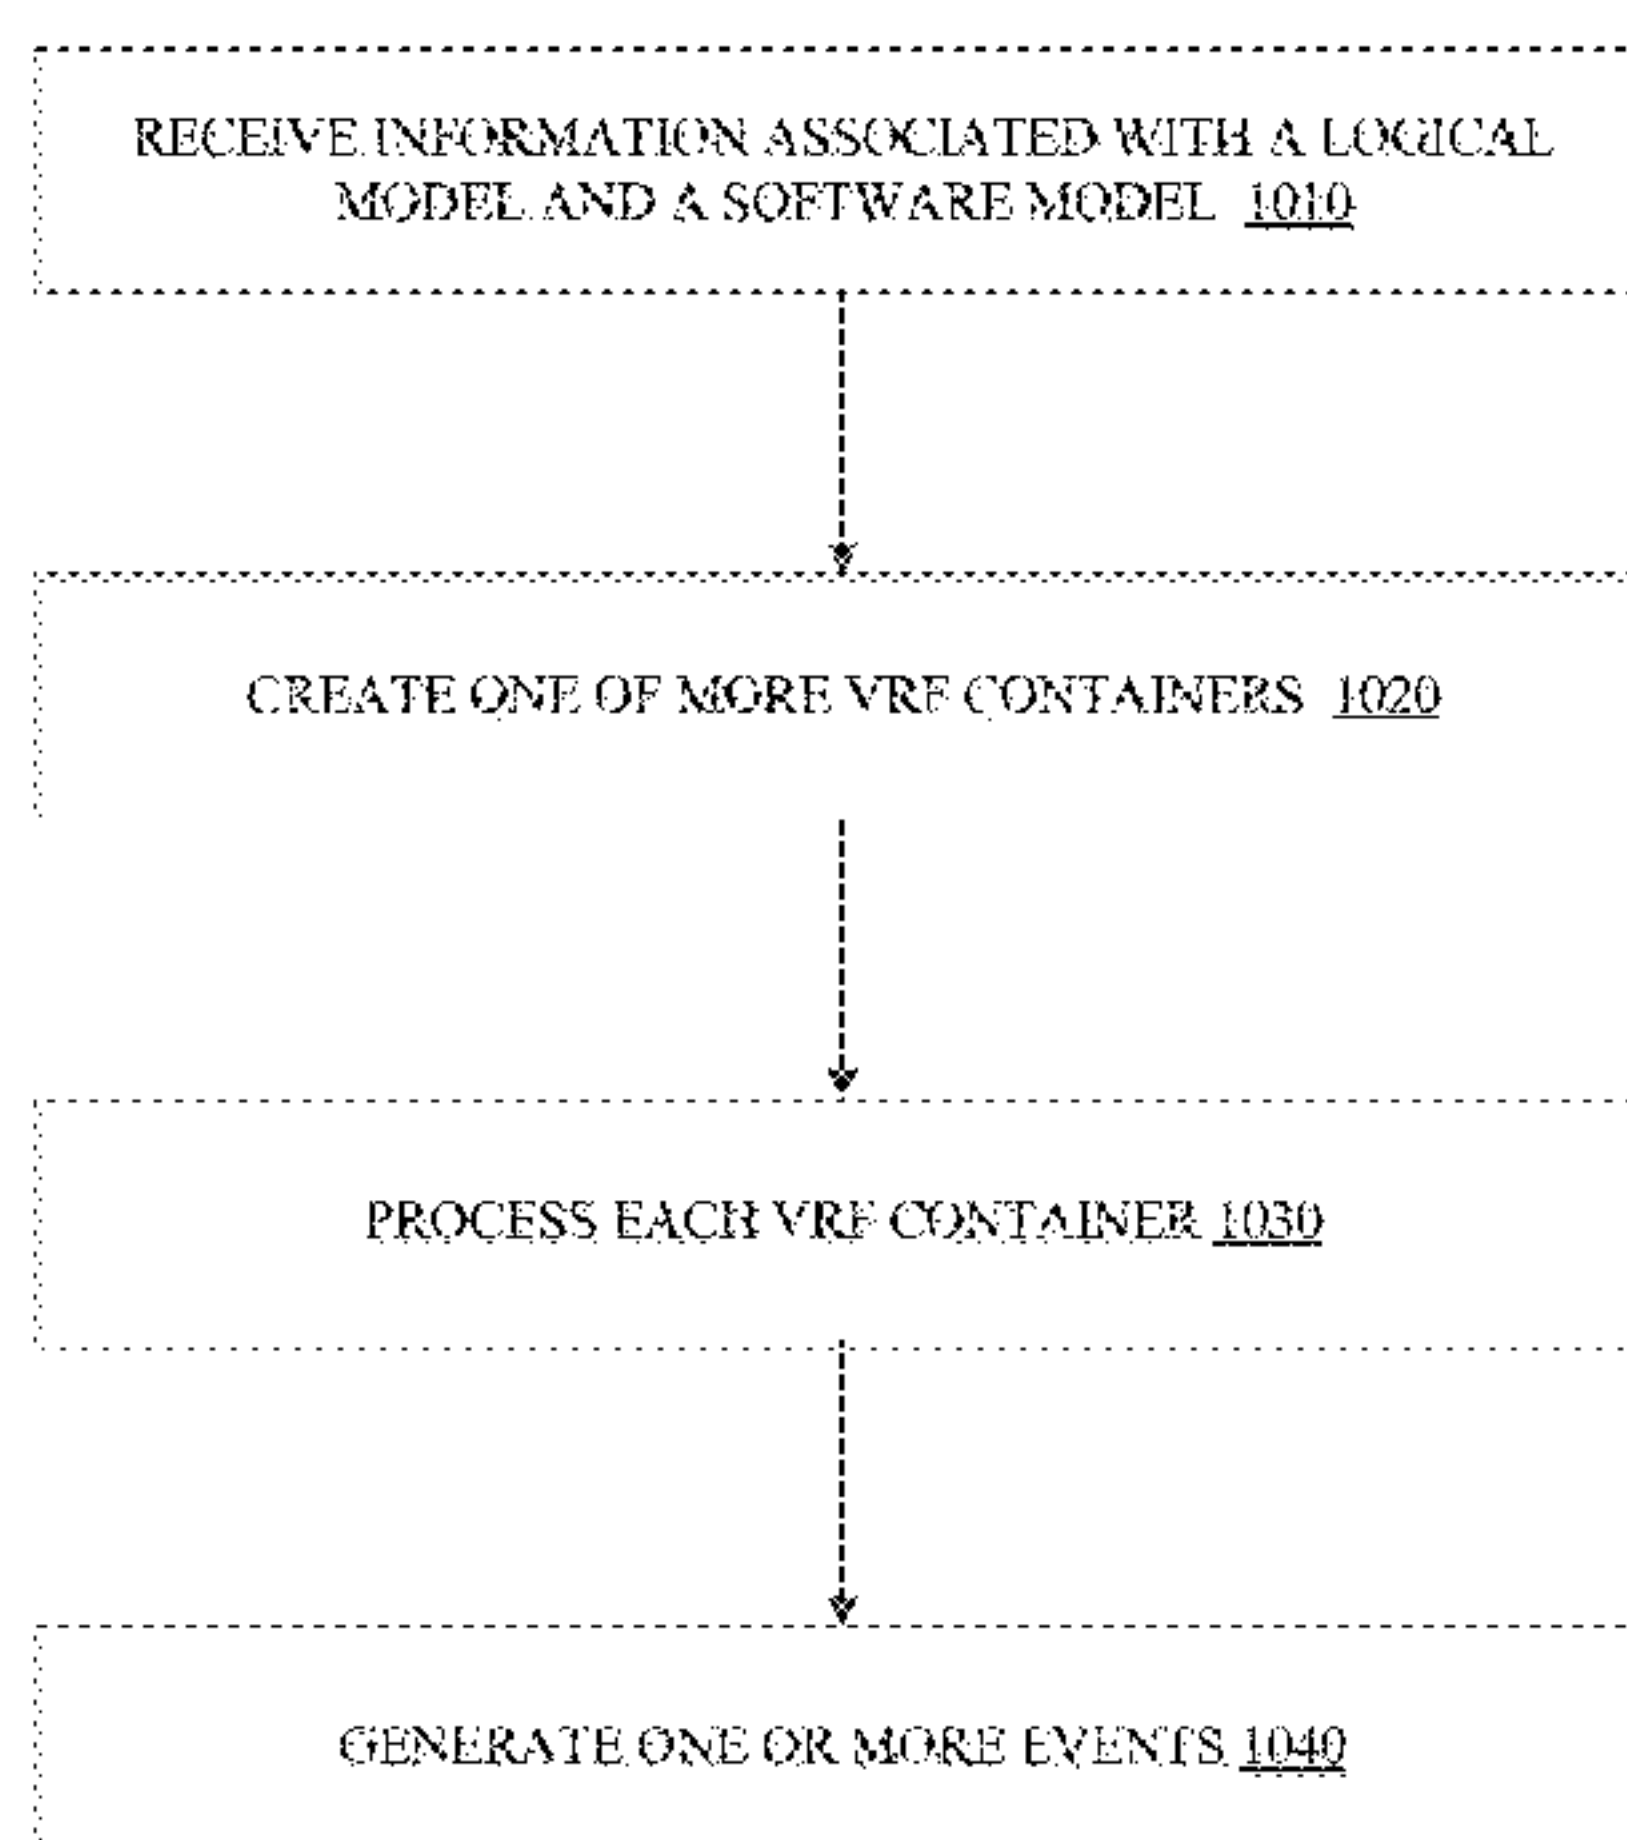 RECEIVE INFORMATION ASSOCIATED WITH A LOGICAL
MODEL AND A SOFTWARE MODEL 1010
CREATE ONE OF MORE VRF CONTAINERS 1020
PROCESS EACH VRF CONTAINER 1030
GENERATE ONE OR MORE EVENTS 1040